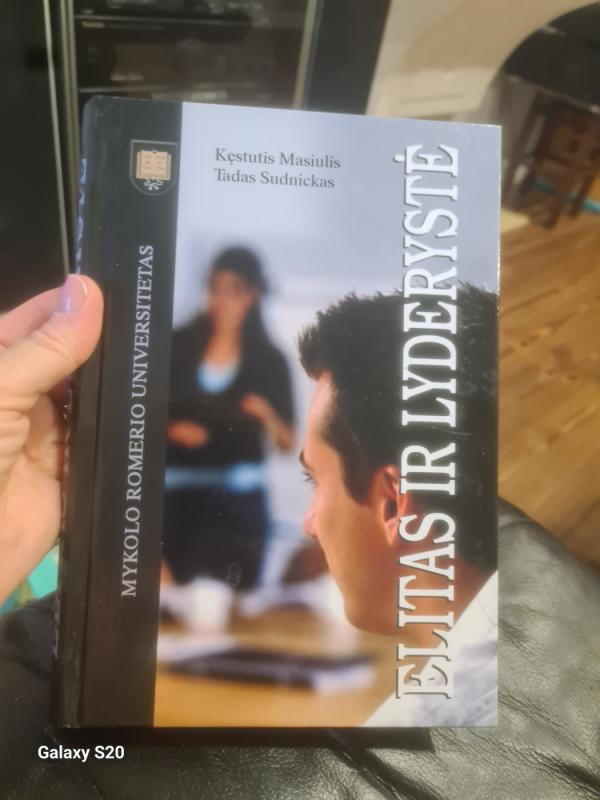 Kęstutis Masiulis
Tadas Sudnickas
ELITAS IR LYDERYSTĖ
MYKOLO ROMERIO UNIVERSITETAS
Galaxy S20